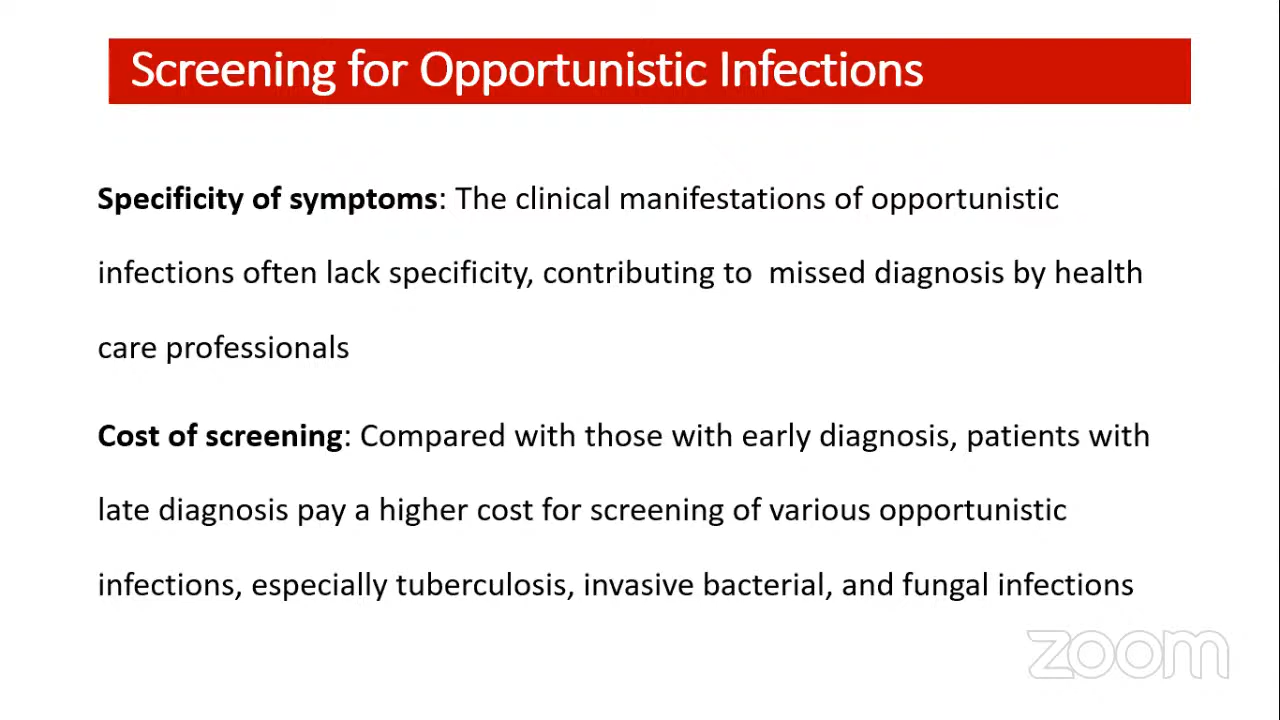 Screening for Opportunistic Infections
Specificity of symptoms: The clinical manifestations of opportunistic
infections often lack specificity, contributing to  missed diagnosis by health
care professionals
Cost of screening: Compared with those with early diagnosis, patients with
late diagnosis pay a higher cost for screening of various opportunistic
infections, especially tuberculosis, invasive bacterial, and fungal infections
zoom